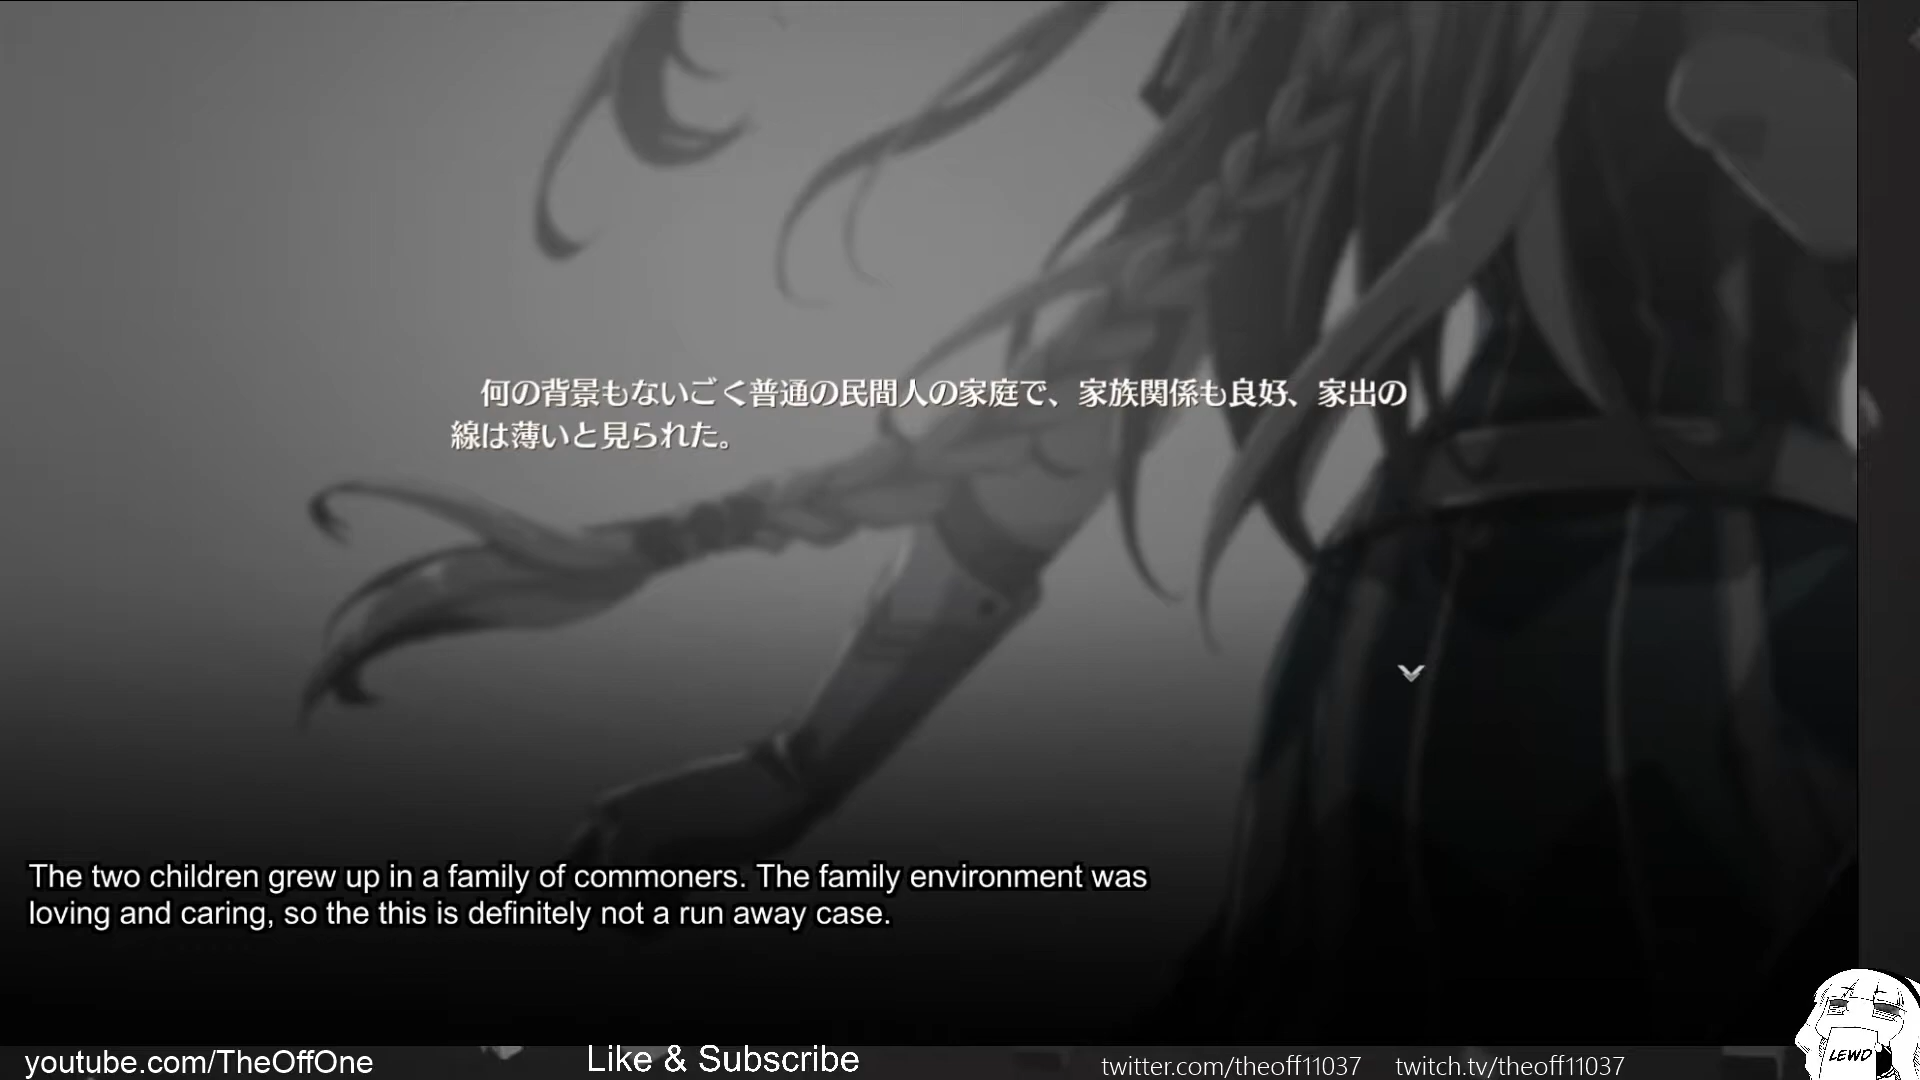 何の背景もないごく普通の民間人の家庭で、家族関係も良好、家出の
線は薄いと見られた。
The two children grew up in a family of commoners. The family environment was
loving and caring, so the this is definitely not a run away case.
youtube.com/TheOffOne
Like & Subscribe
twitter.com/theoff11037
twitch.tv/theoff11037
LEWD